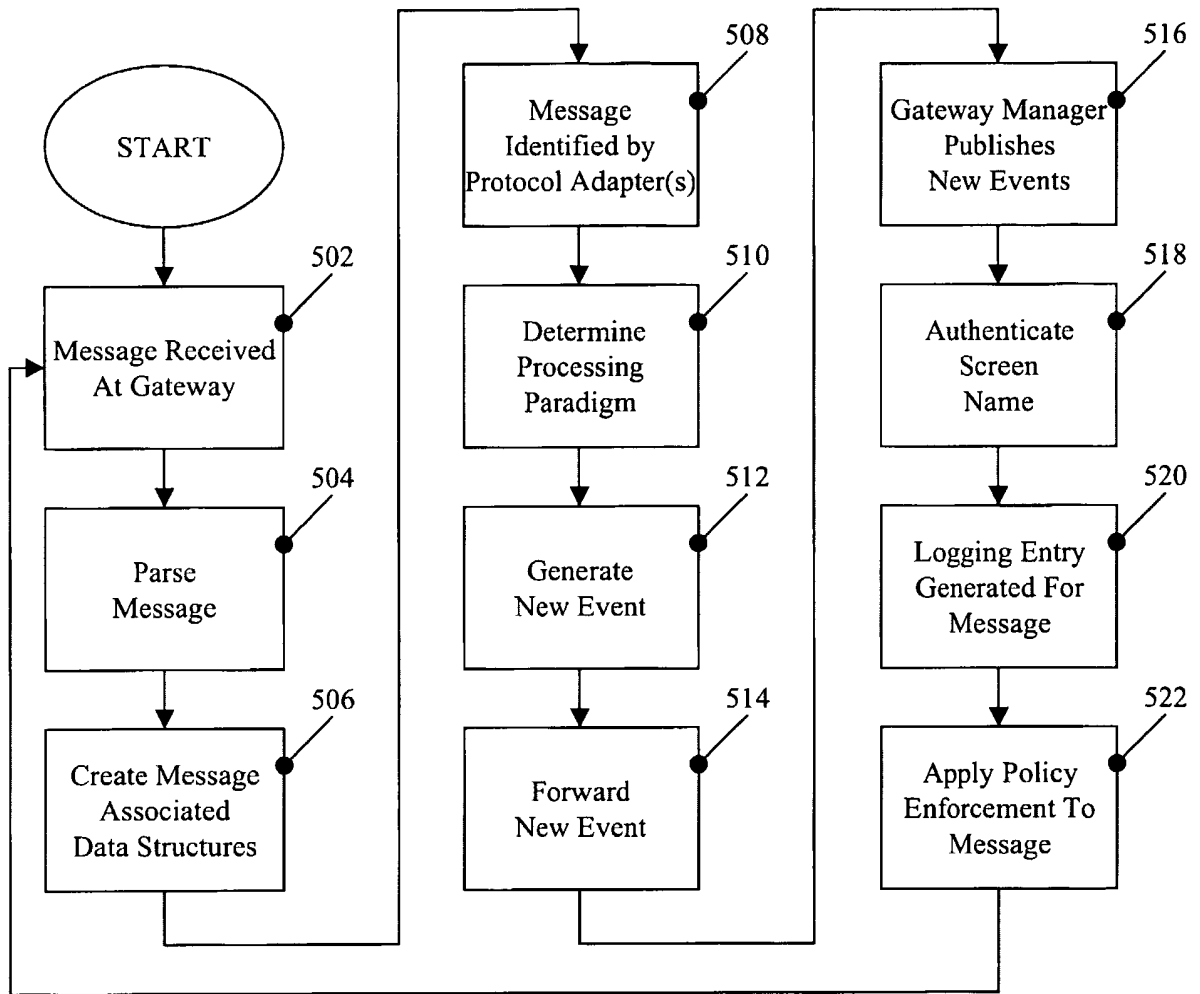 START
502
Message Received
At Gateway
504
Parse
Message
506
Create Message
Associated
Data Structures
508
Message
Identified by
Protocol Adapter(s)
510
Determine
Processing
Paradigm
512
Generate
New Event
514
Forward
New Event
516
Gateway Manager
Publishes
New Events
518
Authenticate
Screen
Name
520
Logging Entry
Generated For
Message
522
Apply Policy
Enforcement To
Message